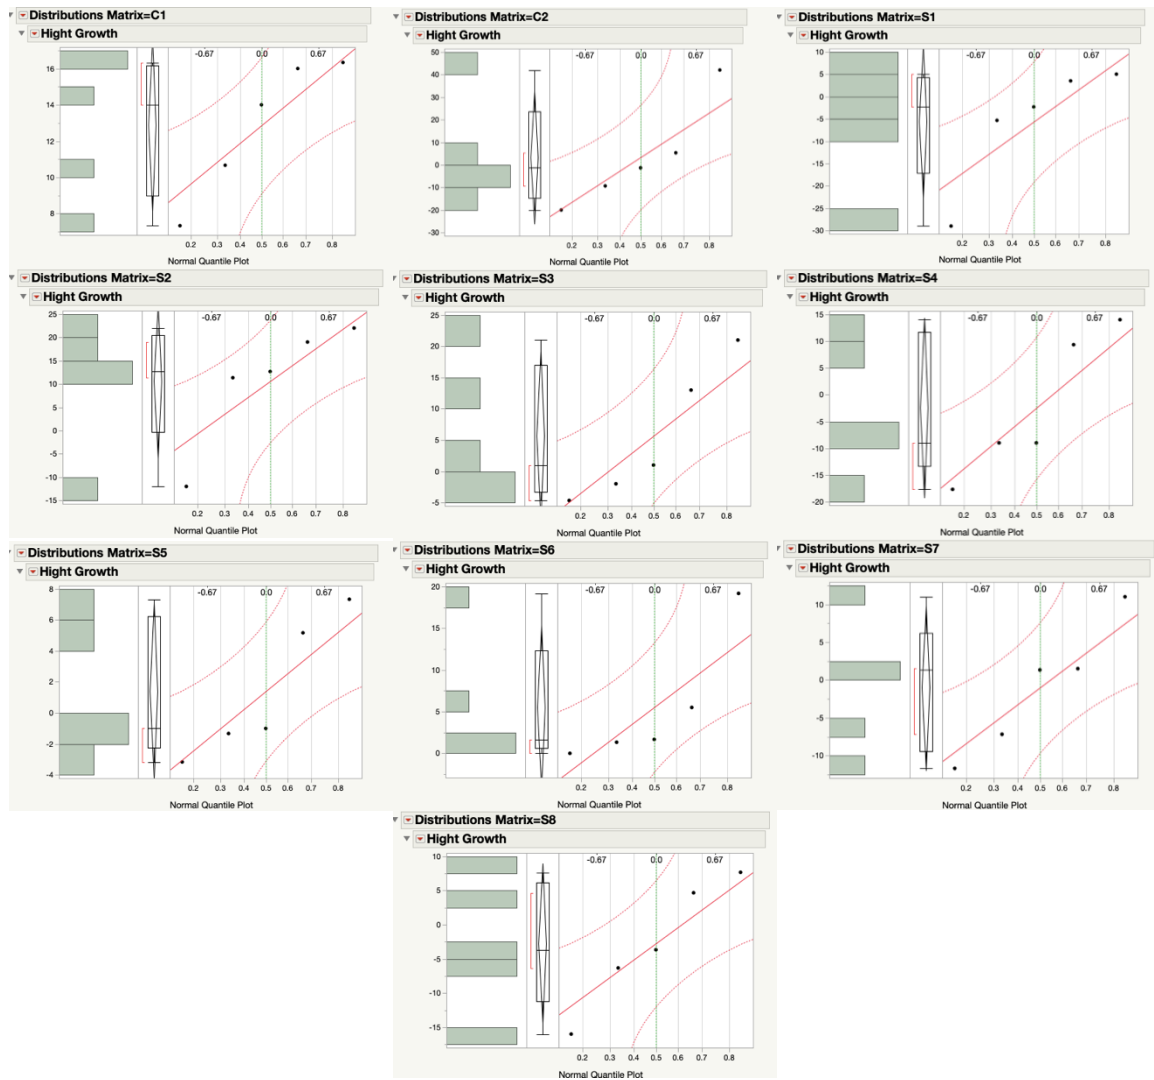 Distributions Matrix=C1
Hight Growth
-0.67 0.0 0.67
16
14
12
10
8
0.2 0.3 0.4 0.5 0.6 0.7 0.8
Normal Quantile Plot
Distributions Matrix=C2
Hight Growth
-0.67 0.0 0.67
50
40
30
20
10
0
-10
-20
-30
0.2 0.3 0.4 0.5 0.6 0.7 0.8
Normal Quantile Plot
Distributions Matrix=S1
Hight Growth
-0.67 0.0 0.67
10
5
0
-5
-10
-15
-20
-25
-30
0.2 0.3 0.4 0.5 0.6 0.7 0.8
Normal Quantile Plot
Distributions Matrix=S2
Hight Growth
-0.67 0.0 0.67
25
20
15
10
5
0
-5
-10
-15
0.2 0.3 0.4 0.5 0.6 0.7 0.8
Normal Quantile Plot
Distributions Matrix=S3
Hight Growth
-0.67 0.0 0.67
25
20
15
10
5
0
-5
0.2 0.3 0.4 0.5 0.6 0.7 0.8
Normal Quantile Plot
Distributions Matrix=S4
Hight Growth
-0.67 0.0 0.67
15
10
5
0
-5
-10
-15
-20
0.2 0.3 0.4 0.5 0.6 0.7 0.8
Normal Quantile Plot
Distributions Matrix=S5
Hight Growth
-0.67 0.0 0.67
8
6
4
2
0
-2
-4
0.2 0.3 0.4 0.5 0.6 0.7 0.8
Normal Quantile Plot
Distributions Matrix=S6
Hight Growth
-0.67 0.0 0.67
20
15
10
5
0
0.2 0.3 0.4 0.5 0.6 0.7 0.8
Normal Quantile Plot
Distributions Matrix=S7
Hight Growth
-0.67 0.0 0.67
10
5
0
-5
-10
0.2 0.3 0.4 0.5 0.6 0.7 0.8
Normal Quantile Plot
Distributions Matrix=S8
Hight Growth
-0.67 0.0 0.67
10
5
0
-5
-10
-15
0.2 0.3 0.4 0.5 0.6 0.7 0.8
Normal Quantile Plot